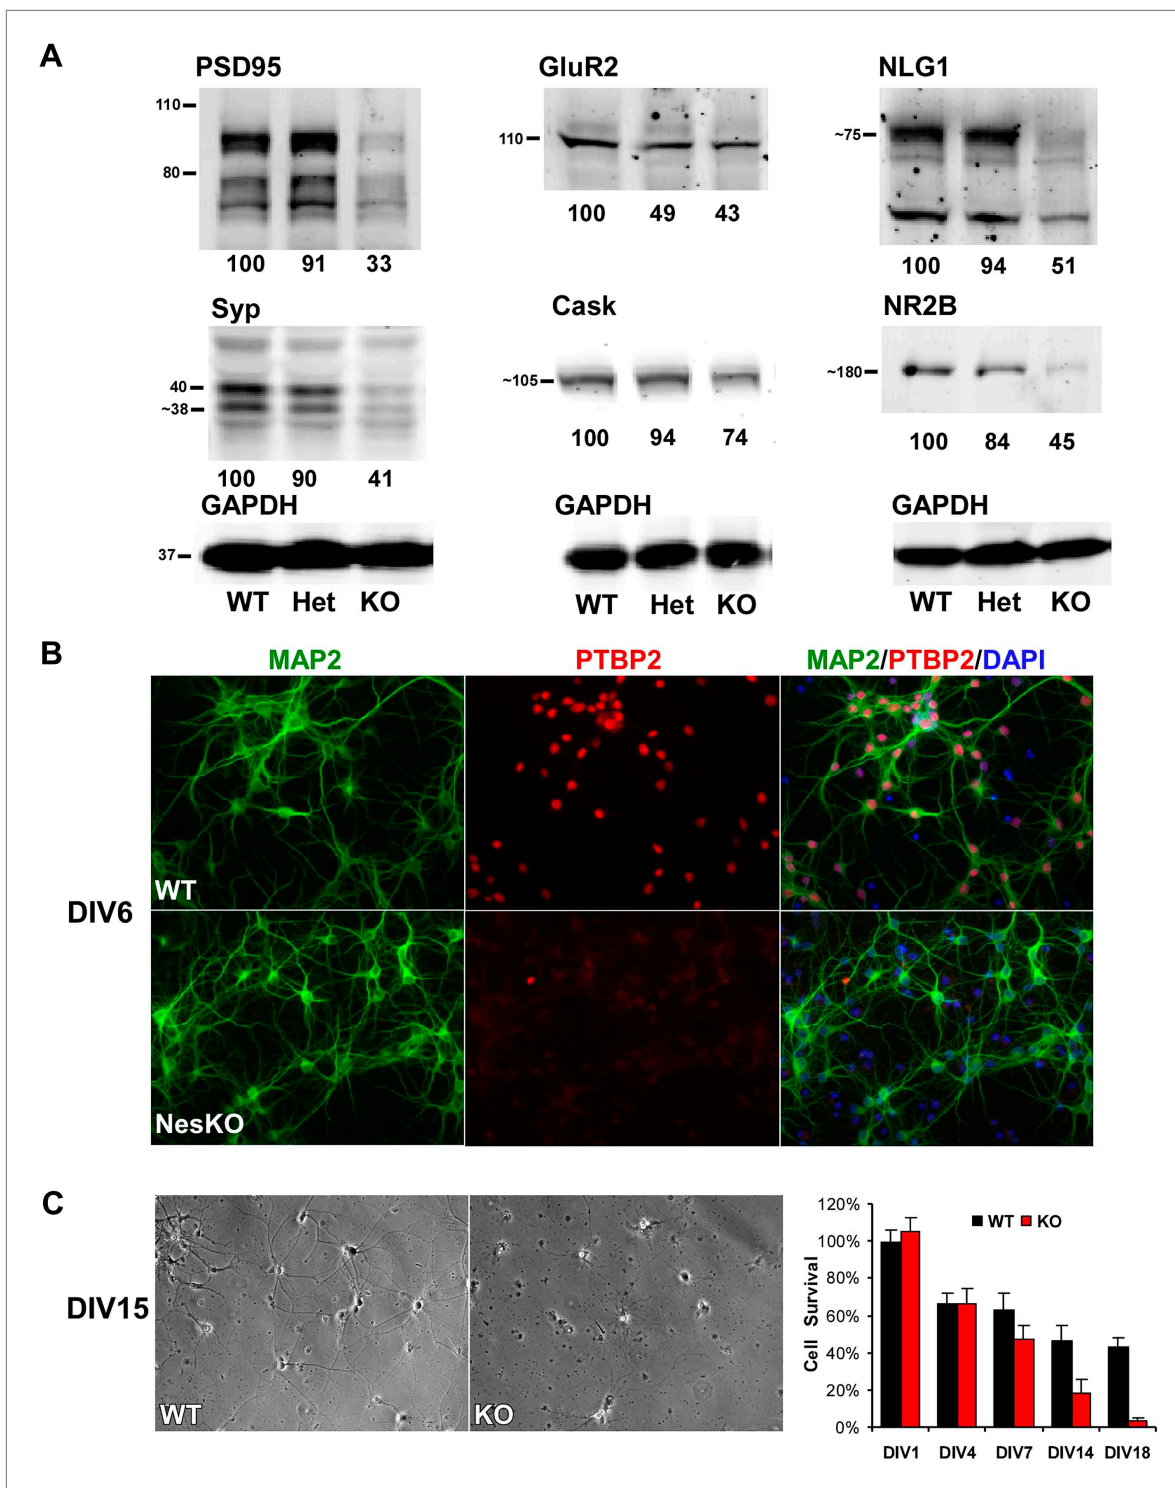 A
PSD95
GluR2
NLG1
110
80
110
~75
100 91 33
100 49 43
100 94 51
Syp
Cask
NR2B
40
~38
~105
~180
100 90 41
100 94 74
100 84 45
GAPDH
GAPDH
GAPDH
37
WT Het KO
WT Het KO
WT Het KO
B
MAP2
PTBP2
MAP2/PTBP2/DAPI
DIV6
WT
NesKO
C
DIV15
WT
KO
WT KO
Cell Survival
120%
100%
80%
60%
40%
20%
0%
DIV1 DIV4 DIV7 DIV14 DIV18